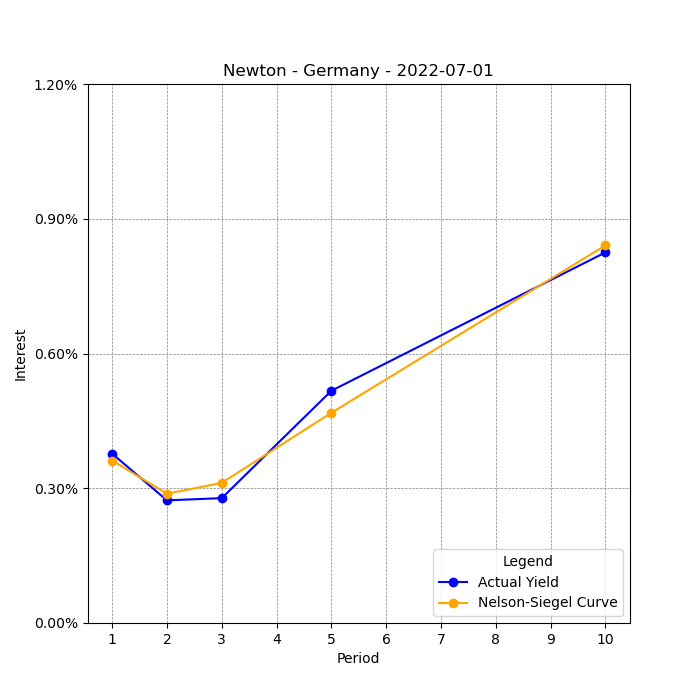 Newton - Germany - 2022-07-01
1.20%
0.90%
0.60%
0.30%
0.00%
Interest
Legend
Actual Yield
Nelson-Siegel Curve
1 2 3 4 5 6 7 8 9 10
Period